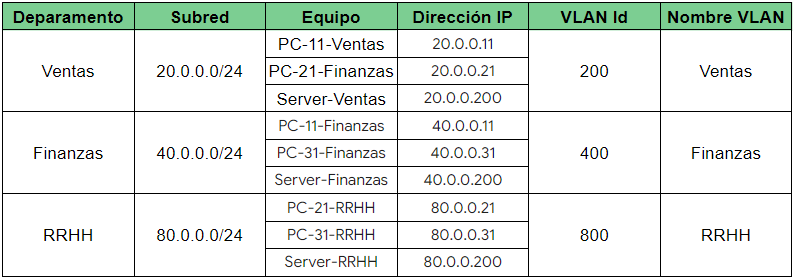 Deparamento Subred Equipo Dirección IP VLAN Id Nombre VLAN
PC-11-Ventas 20.0.0.11
Ventas 20.0.0.0/24 PC-21-Finanzas 20.0.0.21 200 Ventas
Server-Ventas 20.0.0.200
PC-11-Finanzas 40.0.0.11
Finanzas 40.0.0.0/24 PC-31-Finanzas 40.0.0.31 400 Finanzas
Server-Finanzas 40.0.0.200
PC-21-RRHH 80.0.0.21
RRHH 80.0.0.0/24 PC-31-RRHH 80.0.0.31 800 RRHH
Server-RRHH 80.0.0.200